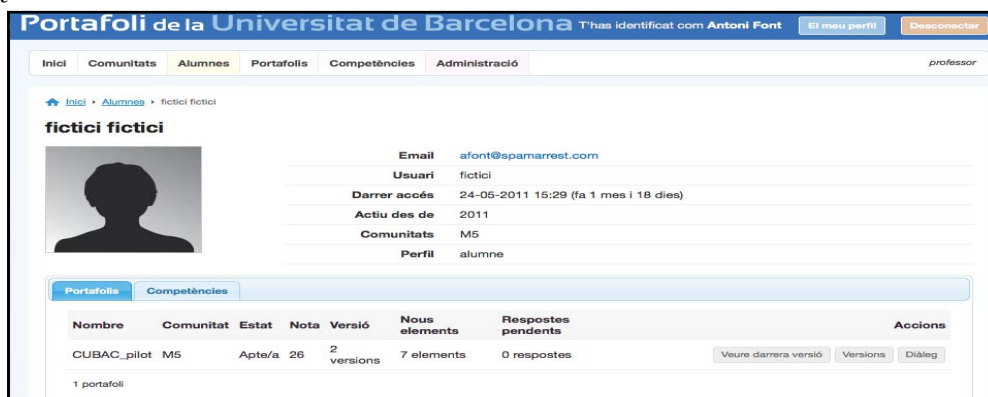 Portafoli de la Universitat de Barcelona T'has identificat com Antoni Font El meu perfil Desconectar
Inici Comunitats Alumnes Portafolis Competències Administració professor
Inici › Alumnes › fictici fictici
fictici fictici
Email afont@spamarrest.com
Usuari fictici
Darrer accés 24-05-2011 15:29 (fa 1 mes i 18 dies)
Actiu des de 2011
Comunitats M5
Perfil alumne
Portafolis Competències
Nombre Comunitat Estat Nota Versió Nous elements Respostes pendents Accions
CUBAC_pilot M5 Apte/a 26 2 versions 7 elements 0 respostes Veure darrera versió Versions Diàleg
1 portafoli